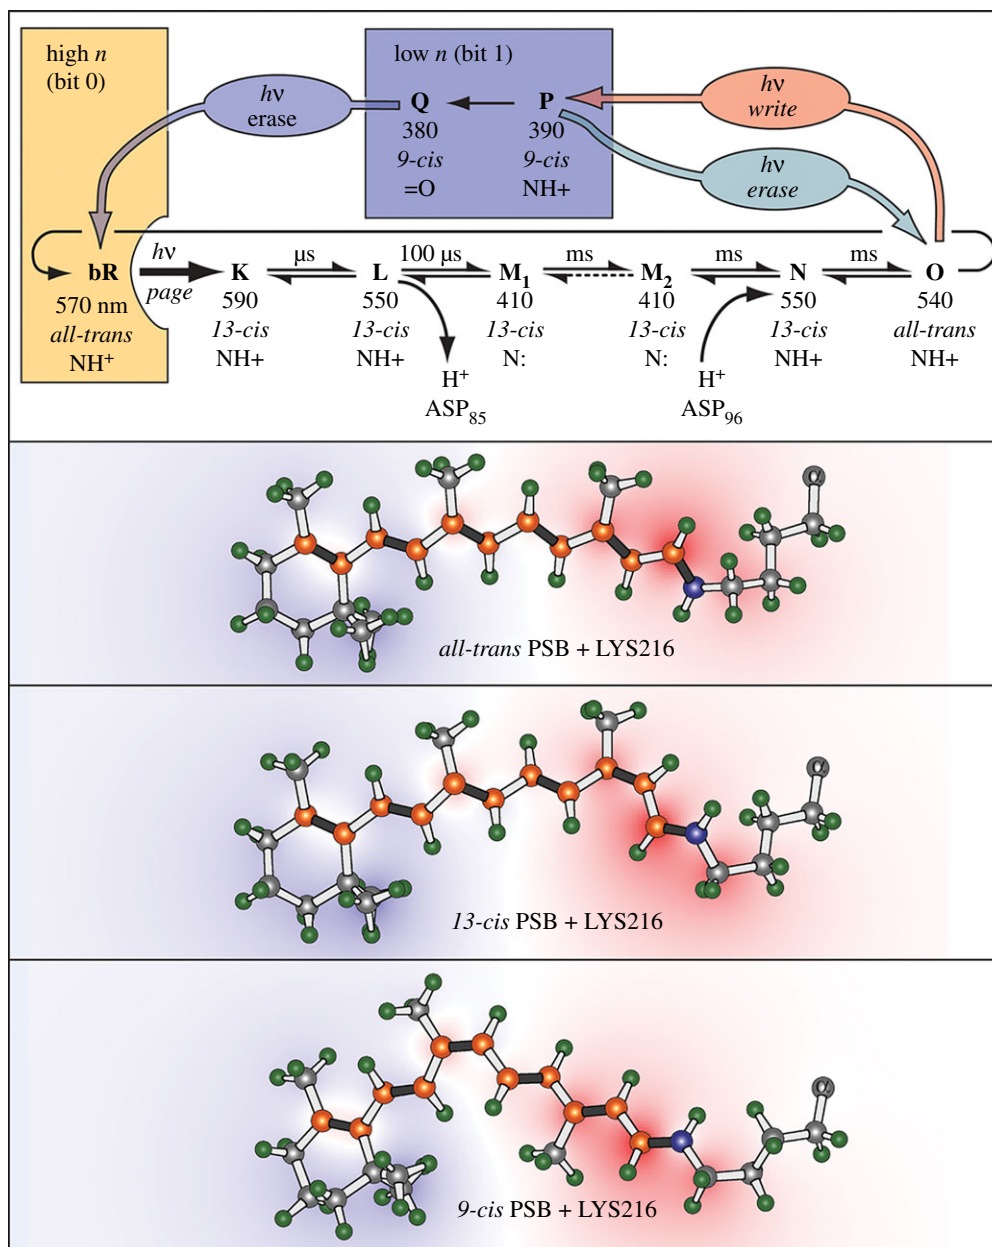 high n
(bit 0)
low n (bit 1)
hν
erase
Q
380
9-cis
=O
P
390
9-cis
NH+
hν
write
hν
erase
bR
570 nm
all-trans
NH⁺
hν
page
K
590
13-cis
NH+
µs
L
550
13-cis
NH+
100 µs
M₁
410
13-cis
N:
ms
M₂
410
13-cis
N:
ms
N
550
13-cis
NH+
ms
O
540
all-trans
NH+
H⁺
ASP₈₅
H⁺
ASP₉₆
α
all-trans PSB + LYS216
α
13-cis PSB + LYS216
α
9-cis PSB + LYS216